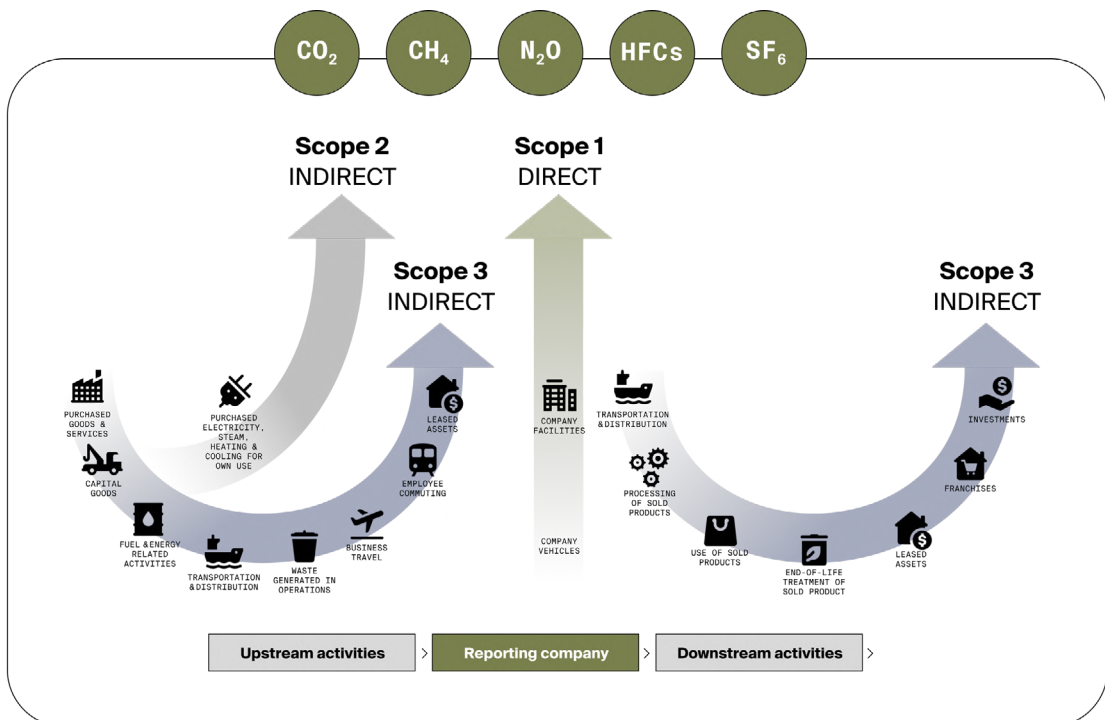 CO₂
CH₄
N₂O
HFCs
SF₆
Scope 2
INDIRECT
Scope 1
DIRECT
Scope 3
INDIRECT
Scope 3
INDIRECT
PURCHASED
GOODS &
SERVICES
CAPITAL
GOODS
FUEL & ENERGY
RELATED
ACTIVITIES
TRANSPORTATION
& DISTRIBUTION
WASTE
GENERATED IN
OPERATIONS
BUSINESS
TRAVEL
EMPLOYEE
COMMUTING
LEASED
ASSETS
PURCHASED
ELECTRICITY,
STEAM,
HEATING &
COOLING FOR
OWN USE
COMPANY
FACILITIES
COMPANY
VEHICLES
TRANSPORTATION
& DISTRIBUTION
PROCESSING
OF SOLD
PRODUCTS
USE OF SOLD
PRODUCTS
END-OF-LIFE
TREATMENT OF
SOLD PRODUCT
LEASED
ASSETS
FRANCHISES
INVESTMENTS
Upstream activities
Reporting company
Downstream activities